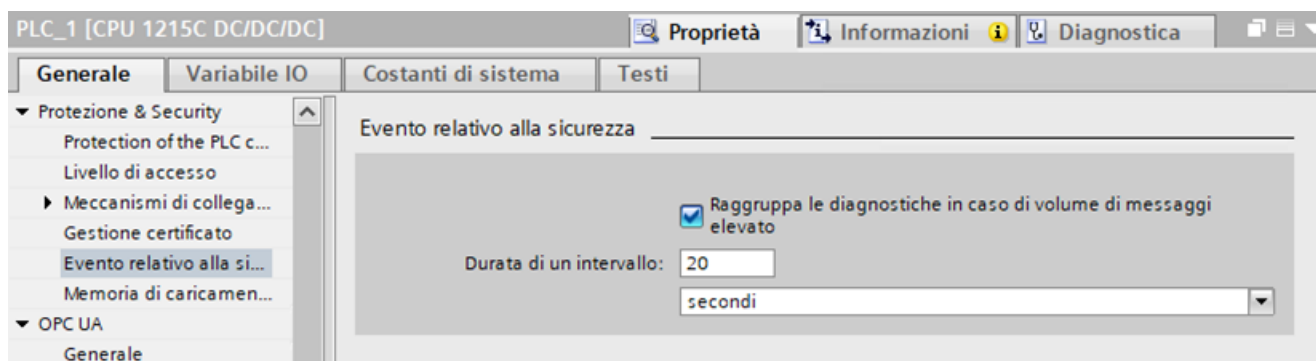 PLC_1 [CPU 1215C DC/DC/DC]
Proprietà
Informazioni
Diagnostica
Generale
Variabile IO
Costanti di sistema
Testi
Protezione & Security
Protection of the PLC c...
Livello di accesso
Meccanismi di collega...
Gestione certificato
Evento relativo alla si...
Memoria di caricamen...
OPC UA
Generale
Evento relativo alla sicurezza
Raggruppa le diagnostiche in caso di volume di messaggi
elevato
Durata di un intervallo: 20
secondi